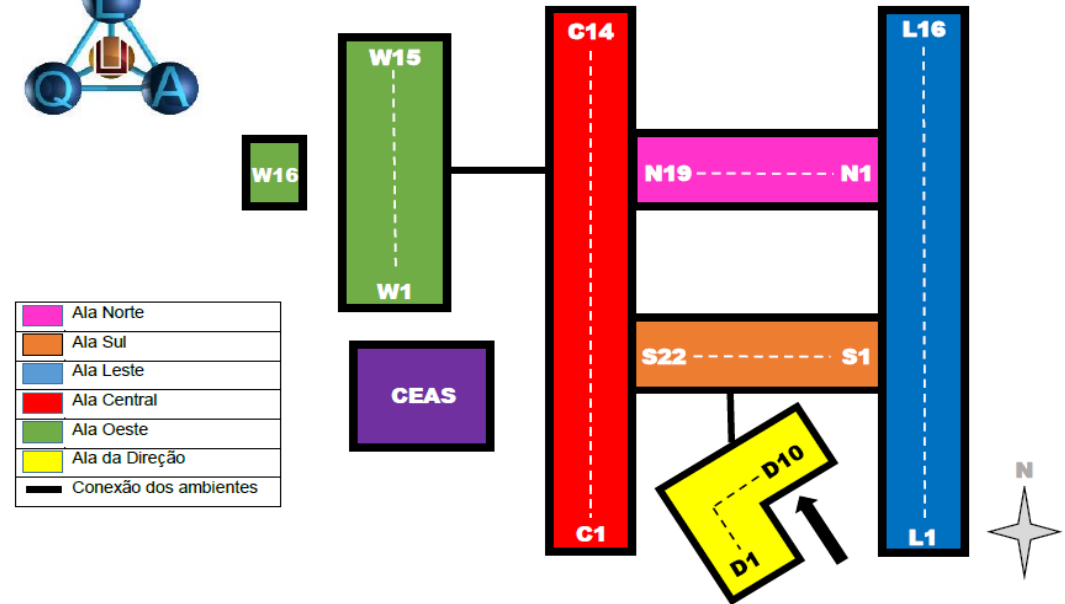 L
Q A
C14
L16
W15
W16
N19 N1
W1
Ala Norte
Ala Sul
Ala Leste
Ala Central
Ala Oeste
Ala da Direção
Conexão dos ambientes
S22 S1
CEAS
D10
D1
C1
L1
N